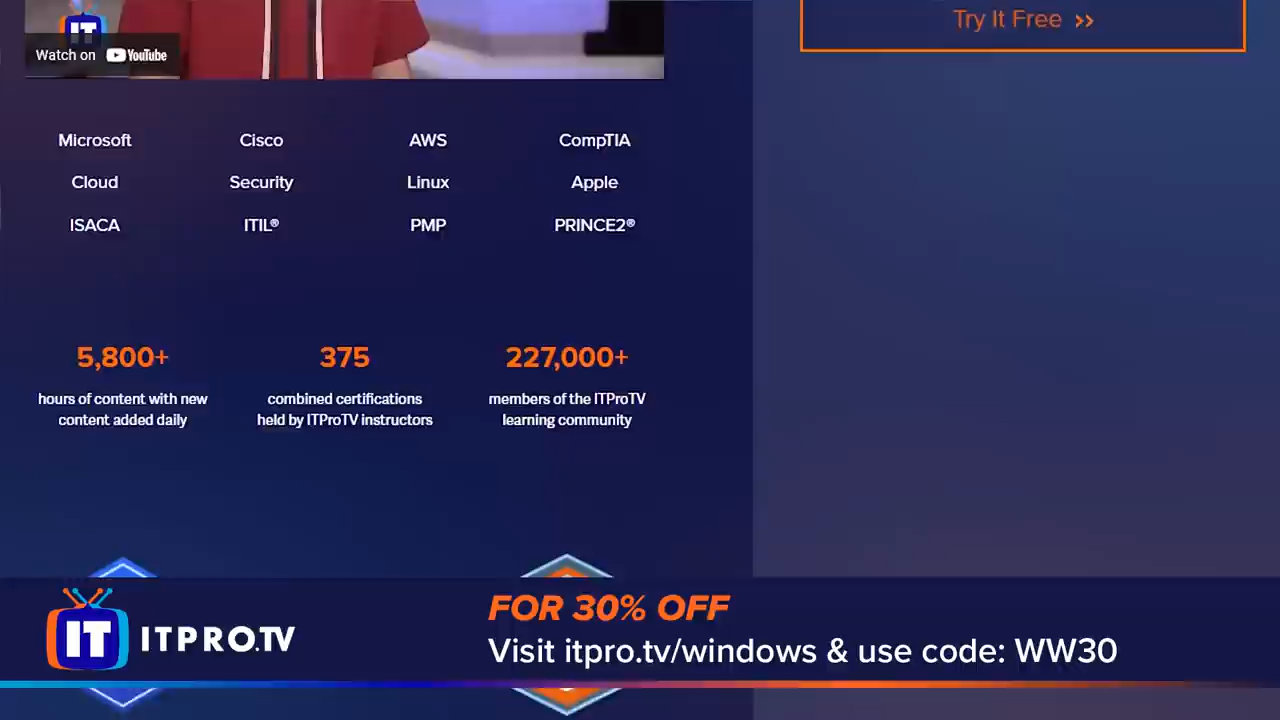 Try It Free >>
IT
Watch on YouTube
Microsoft Cisco AWS CompTIA
Cloud Security Linux Apple
ISACA ITIL® PMP PRINCE2®
5,800+ 375 227,000+
hours of content with new combined certifications members of the ITProTV
content added daily held by ITProTV instructors learning community
FOR 30% OFF
IT ITPRO.TV
Visit itpro.tv/windows & use code: WW30